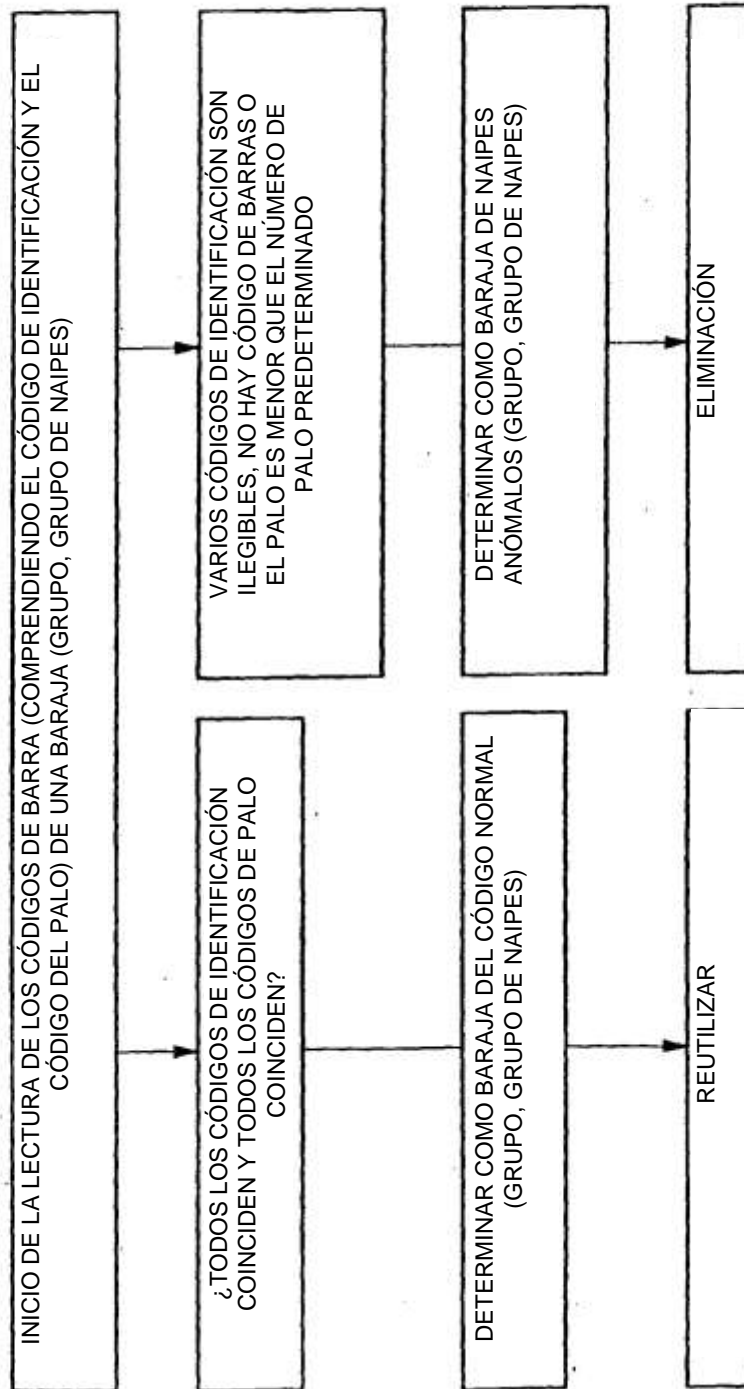 INICIO DE LA LECTURA DE LOS CÓDIGOS DE BARRA (COMPRENDIENDO EL CÓDIGO DE IDENTIFICACIÓN Y EL
CÓDIGO DEL PALO) DE UNA BARAJA (GRUPO, GRUPO DE NAIPES)
¿TODOS LOS CÓDIGOS DE IDENTIFICACIÓN
COINCIDEN Y TODOS LOS CÓDIGOS DE PALO
COINCIDEN?
DETERMINAR COMO BARAJA DEL CÓDIGO NORMAL
(GRUPO, GRUPO DE NAIPES)
REUTILIZAR
VARIOS CÓDIGOS DE IDENTIFICACIÓN SON
ILEGIBLES, NO HAY CÓDIGO DE BARRAS O
EL PALO ES MENOR QUE EL NÚMERO DE
PALO PREDETERMINADO
DETERMINAR COMO BARAJA DE NAIPES
ANÓMALOS (GRUPO, GRUPO DE NAIPES)
ELIMINACIÓN